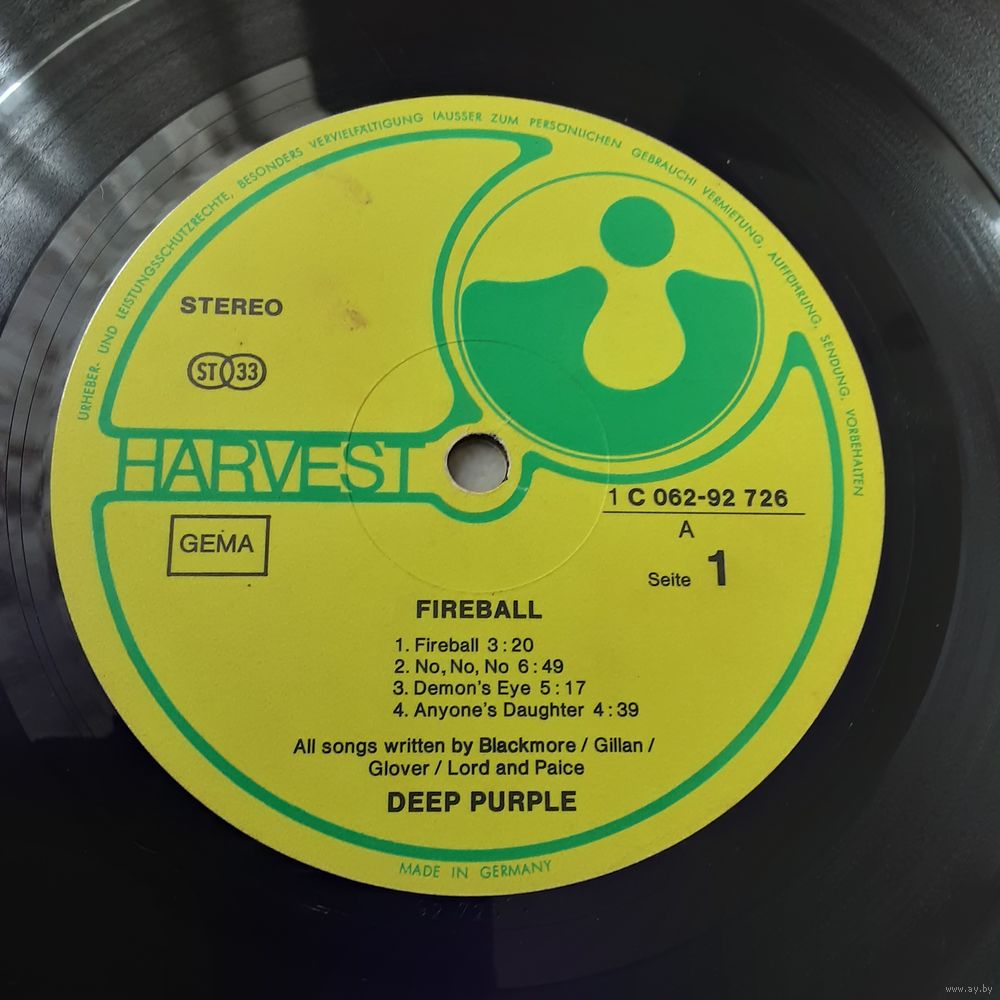 URHEBER- UND LEISTUNGSSCHUTZRECHTE, BESONDERS VERVIELFÄLTIGUNG (AUSSER ZUM PERSÖNLICHEN GEBRAUCH) VERMIETUNG, AUFFÜHRUNG, SENDUNG, VORBEHALTEN
STEREO
ST 33
HARVEST
GEMA
1 C 062-92 726
A
Seite 1
FIREBALL
1. Fireball 3:20
2. No, No, No 6:49
3. Demon's Eye 5:17
4. Anyone's Daughter 4:39
All songs written by Blackmore / Gillan /
Glover / Lord and Paice
DEEP PURPLE
MADE IN GERMANY
www.ay.by